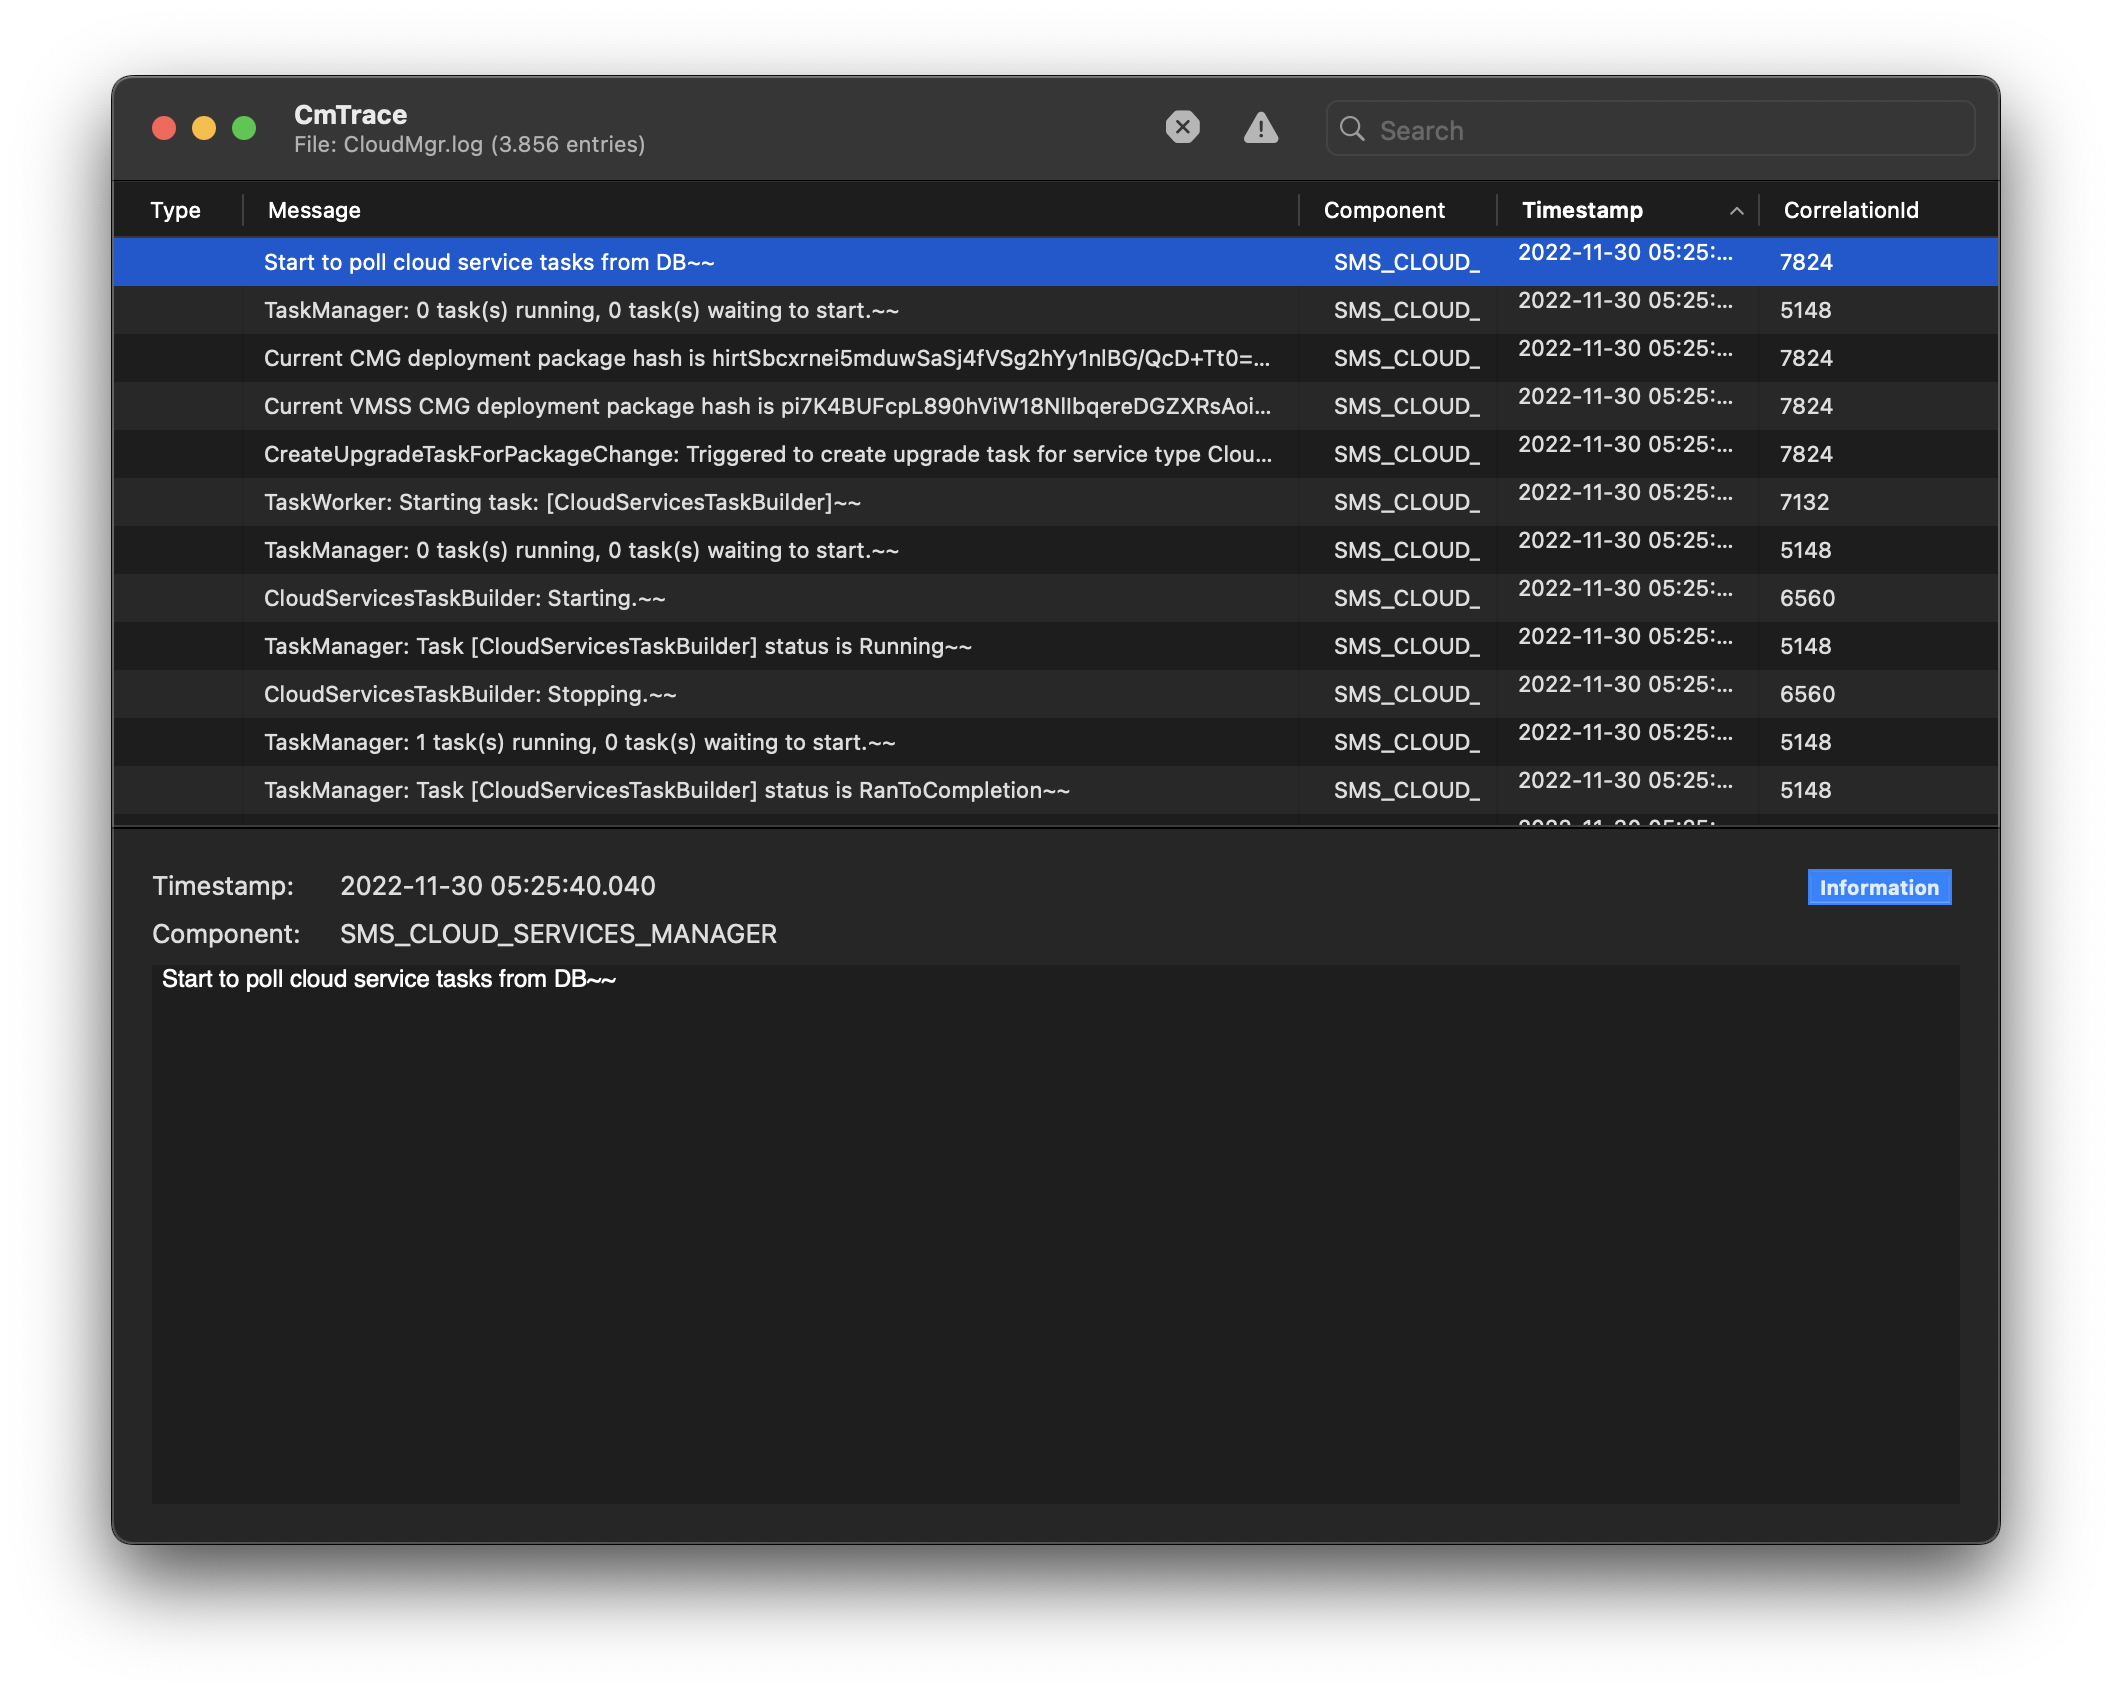 CmTrace
File: CloudMgr.log (3.856 entries)
Search
Type Message Component Timestamp CorrelationId
Start to poll cloud service tasks from DB~~ SMS_CLOUD_ 2022-11-30 05:25:... 7824
TaskManager: 0 task(s) running, 0 task(s) waiting to start.~~ SMS_CLOUD_ 2022-11-30 05:25:... 5148
Current CMG deployment package hash is hirtSbcxrnei5mduwSaSj4fVSg2hYy1nlBG/QcD+Tt0=... SMS_CLOUD_ 2022-11-30 05:25:... 7824
Current VMSS CMG deployment package hash is pi7K4BUFcpL890hViW18NIlbqereDGZXRsAoi... SMS_CLOUD_ 2022-11-30 05:25:... 7824
CreateUpgradeTaskForPackageChange: Triggered to create upgrade task for service type Clou... SMS_CLOUD_ 2022-11-30 05:25:... 7824
TaskWorker: Starting task: [CloudServicesTaskBuilder]~~ SMS_CLOUD_ 2022-11-30 05:25:... 7132
TaskManager: 0 task(s) running, 0 task(s) waiting to start.~~ SMS_CLOUD_ 2022-11-30 05:25:... 5148
CloudServicesTaskBuilder: Starting.~~ SMS_CLOUD_ 2022-11-30 05:25:... 6560
TaskManager: Task [CloudServicesTaskBuilder] status is Running~~ SMS_CLOUD_ 2022-11-30 05:25:... 5148
CloudServicesTaskBuilder: Stopping.~~ SMS_CLOUD_ 2022-11-30 05:25:... 6560
TaskManager: 1 task(s) running, 0 task(s) waiting to start.~~ SMS_CLOUD_ 2022-11-30 05:25:... 5148
TaskManager: Task [CloudServicesTaskBuilder] status is RanToCompletion~~ SMS_CLOUD_ 2022-11-30 05:25:... 5148
Timestamp: 2022-11-30 05:25:40.040 Information
Component: SMS_CLOUD_SERVICES_MANAGER
Start to poll cloud service tasks from DB~~